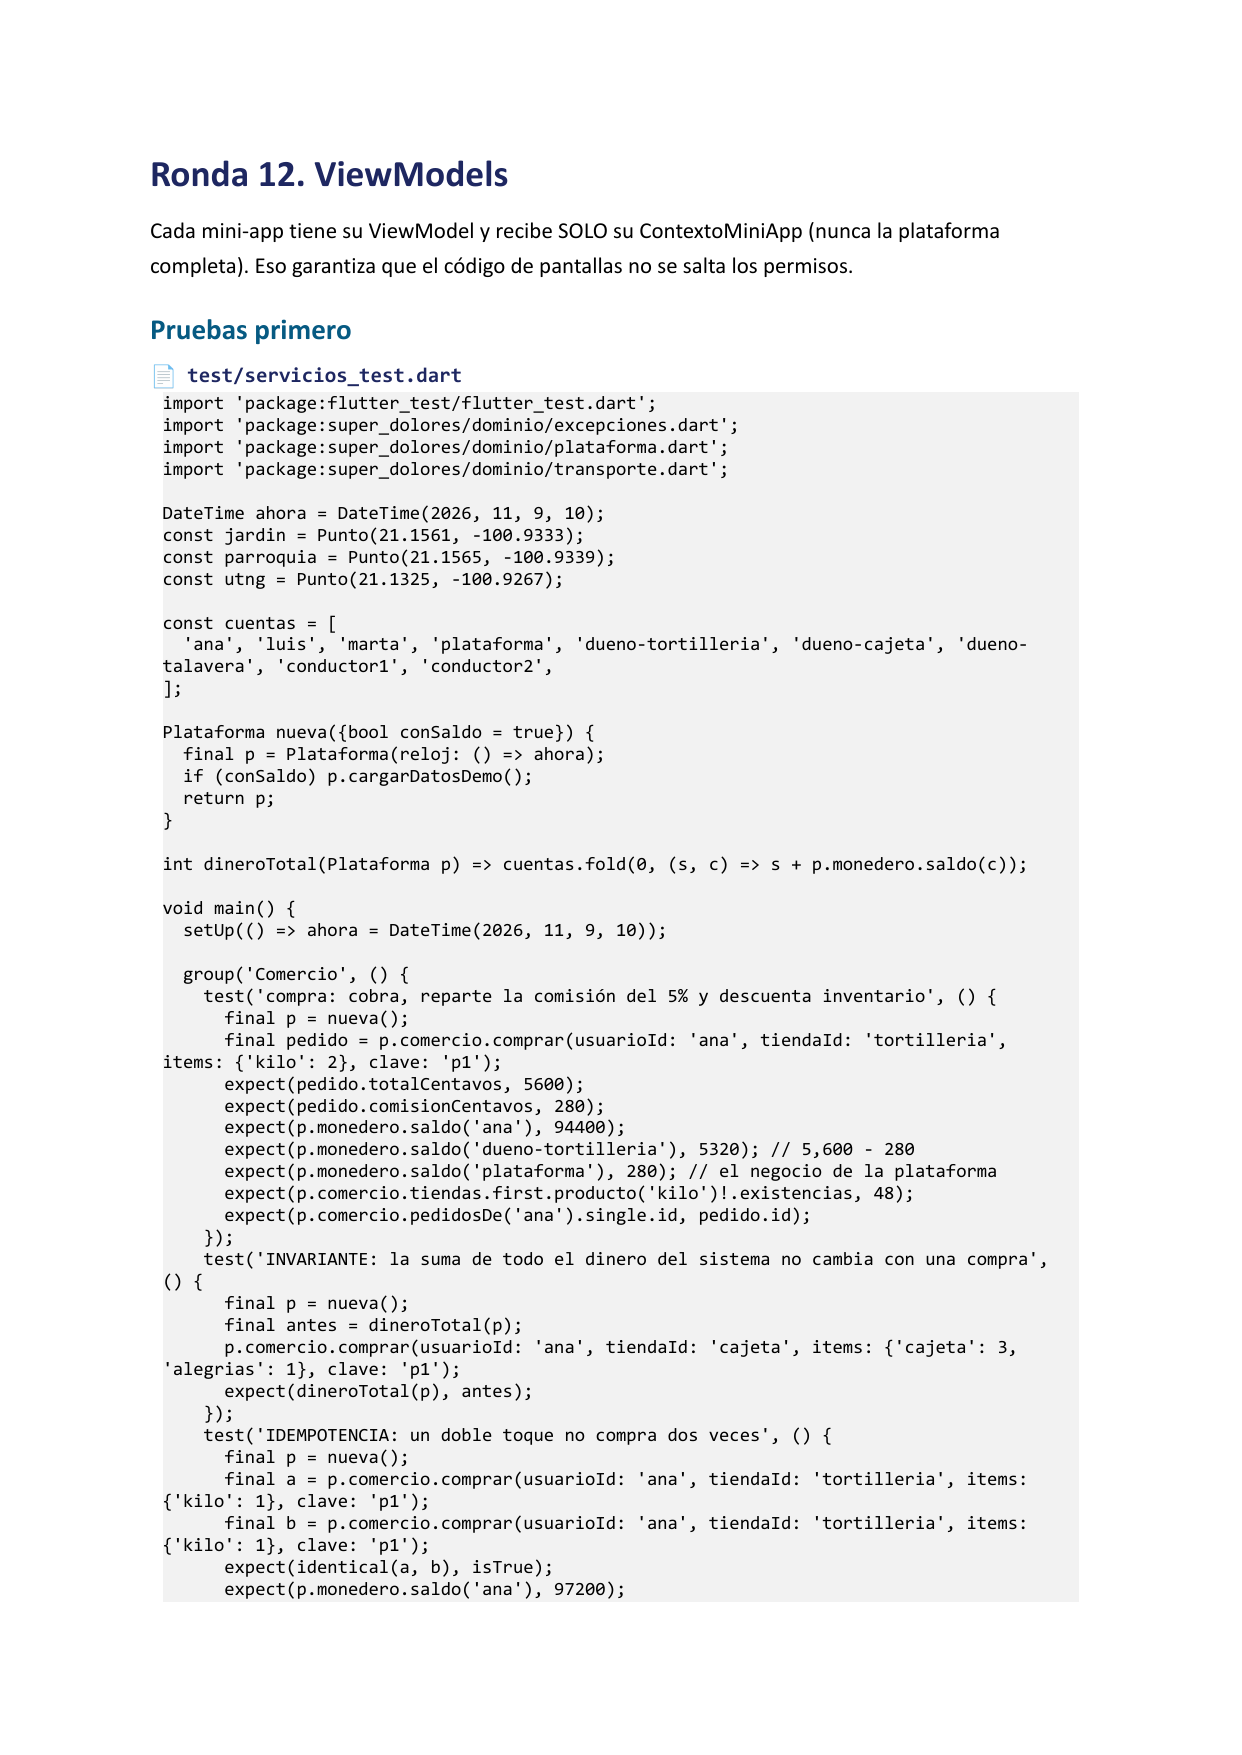 Ronda 12. ViewModels
Cada mini-app tiene su ViewModel y recibe SOLO su ContextoMiniApp (nunca la plataforma
completa). Eso garantiza que el código de pantallas no se salta los permisos.
Pruebas primero
📄 test/servicios_test.dart
import 'package:flutter_test/flutter_test.dart';
import 'package:super_dolores/dominio/excepciones.dart';
import 'package:super_dolores/dominio/plataforma.dart';
import 'package:super_dolores/dominio/transporte.dart';

DateTime ahora = DateTime(2026, 11, 9, 10);
const jardin = Punto(21.1561, -100.9333);
const parroquia = Punto(21.1565, -100.9339);
const utng = Punto(21.1325, -100.9267);

const cuentas = [
  'ana', 'luis', 'marta', 'plataforma', 'dueno-tortilleria', 'dueno-cajeta', 'dueno-
talavera', 'conductor1', 'conductor2',
];

Plataforma nueva({bool conSaldo = true}) {
  final p = Plataforma(reloj: () => ahora);
  if (conSaldo) p.cargarDatosDemo();
  return p;
}

int dineroTotal(Plataforma p) => cuentas.fold(0, (s, c) => s + p.monedero.saldo(c));

void main() {
  setUp(() => ahora = DateTime(2026, 11, 9, 10));

  group('Comercio', () {
    test('compra: cobra, reparte la comisión del 5% y descuenta inventario', () {
      final p = nueva();
      final pedido = p.comercio.comprar(usuarioId: 'ana', tiendaId: 'tortilleria',
items: {'kilo': 2}, clave: 'p1');
      expect(pedido.totalCentavos, 5600);
      expect(pedido.comisionCentavos, 280);
      expect(p.monedero.saldo('ana'), 94400);
      expect(p.monedero.saldo('dueno-tortilleria'), 5320); // 5,600 - 280
      expect(p.monedero.saldo('plataforma'), 280); // el negocio de la plataforma
      expect(p.comercio.tiendas.first.producto('kilo')!.existencias, 48);
      expect(p.comercio.pedidosDe('ana').single.id, pedido.id);
    });
    test('INVARIANTE: la suma de todo el dinero del sistema no cambia con una compra',
() {
      final p = nueva();
      final antes = dineroTotal(p);
      p.comercio.comprar(usuarioId: 'ana', tiendaId: 'cajeta', items: {'cajeta': 3,
'alegrias': 1}, clave: 'p1');
      expect(dineroTotal(p), antes);
    });
    test('IDEMPOTENCIA: un doble toque no compra dos veces', () {
      final p = nueva();
      final a = p.comercio.comprar(usuarioId: 'ana', tiendaId: 'tortilleria', items:
{'kilo': 1}, clave: 'p1');
      final b = p.comercio.comprar(usuarioId: 'ana', tiendaId: 'tortilleria', items:
{'kilo': 1}, clave: 'p1');
      expect(identical(a, b), isTrue);
      expect(p.monedero.saldo('ana'), 97200);